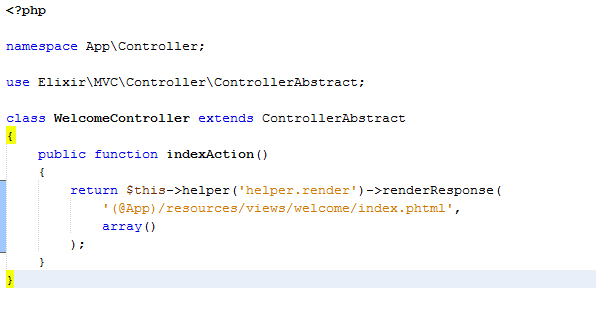 <?php
namespace App\Controller;
use Elixir\MVC\Controller\ControllerAbstract;
class WelcomeController extends ControllerAbstract
{
    public function indexAction()
    {
        return $this->helper('helper.render')->renderResponse(
            '(@App)/resources/views/welcome/index.phtml',
            array()
        );
    }
}